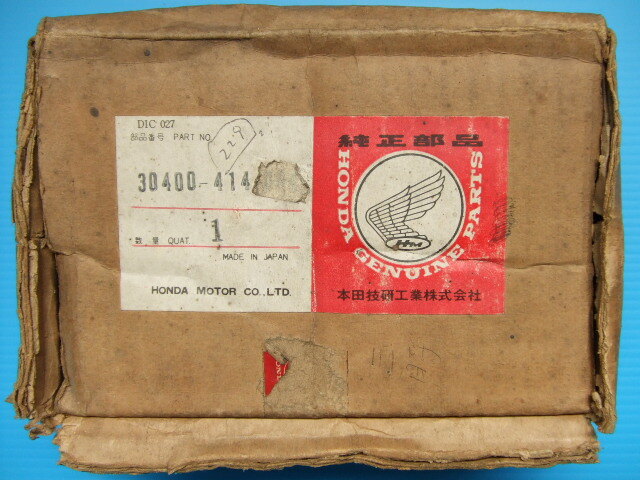 DIC 027
部品番号 PART NO.
229
30400-414
数量 QUAT. 1
MADE IN JAPAN
HONDA MOTOR CO.,LTD.
純正部品
HONDA GENUINE PARTS
HM
本田技研工業株式会社